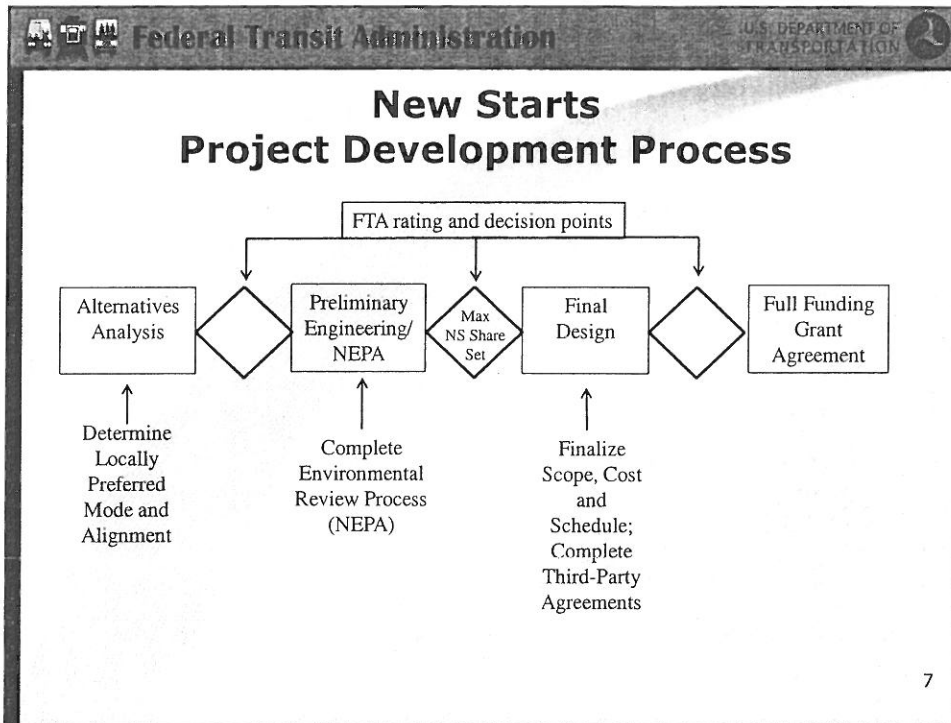 Federal Transit Administration
U.S. DEPARTMENT OF
TRANSPORTATION
New Starts
Project Development Process
FTA rating and decision points
Alternatives
Analysis
Preliminary
Engineering/
NEPA
Max
NS Share
Set
Final
Design
Full Funding
Grant
Agreement
Determine
Locally
Preferred
Mode and
Alignment
Complete
Environmental
Review Process
(NEPA)
Finalize
Scope, Cost
and
Schedule;
Complete
Third-Party
Agreements
7